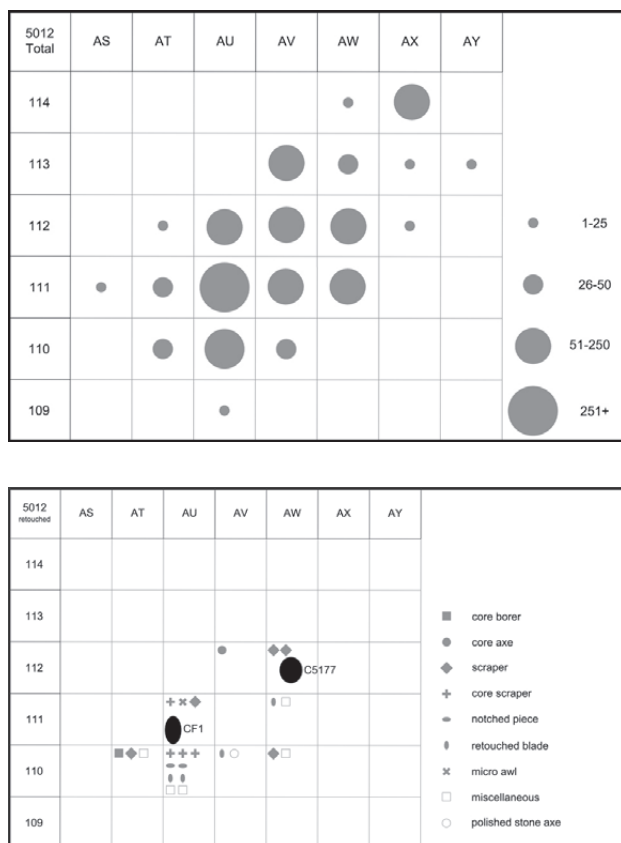 5012 Total AS AT AU AV AW AX AY
114
113
112
111
110
109
1-25
26-50
51-250
251+
5012 retouched AS AT AU AV AW AX AY
114
113
112
111
110
109
C5177
CF1
core borer
core axe
scraper
core scraper
notched piece
retouched blade
micro awl
miscellaneous
polished stone axe